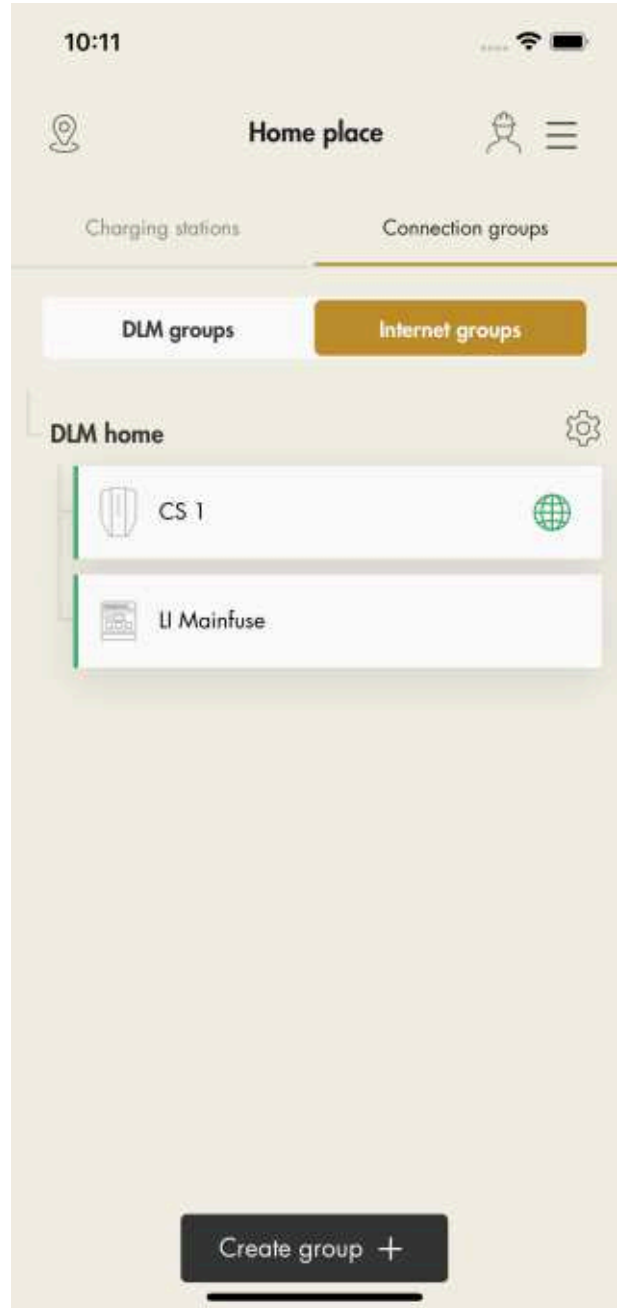 10:11
Home place
Charging stations
Connection groups
DLM groups
Internet groups
DLM home
CS 1
LI Mainfuse
Create group +